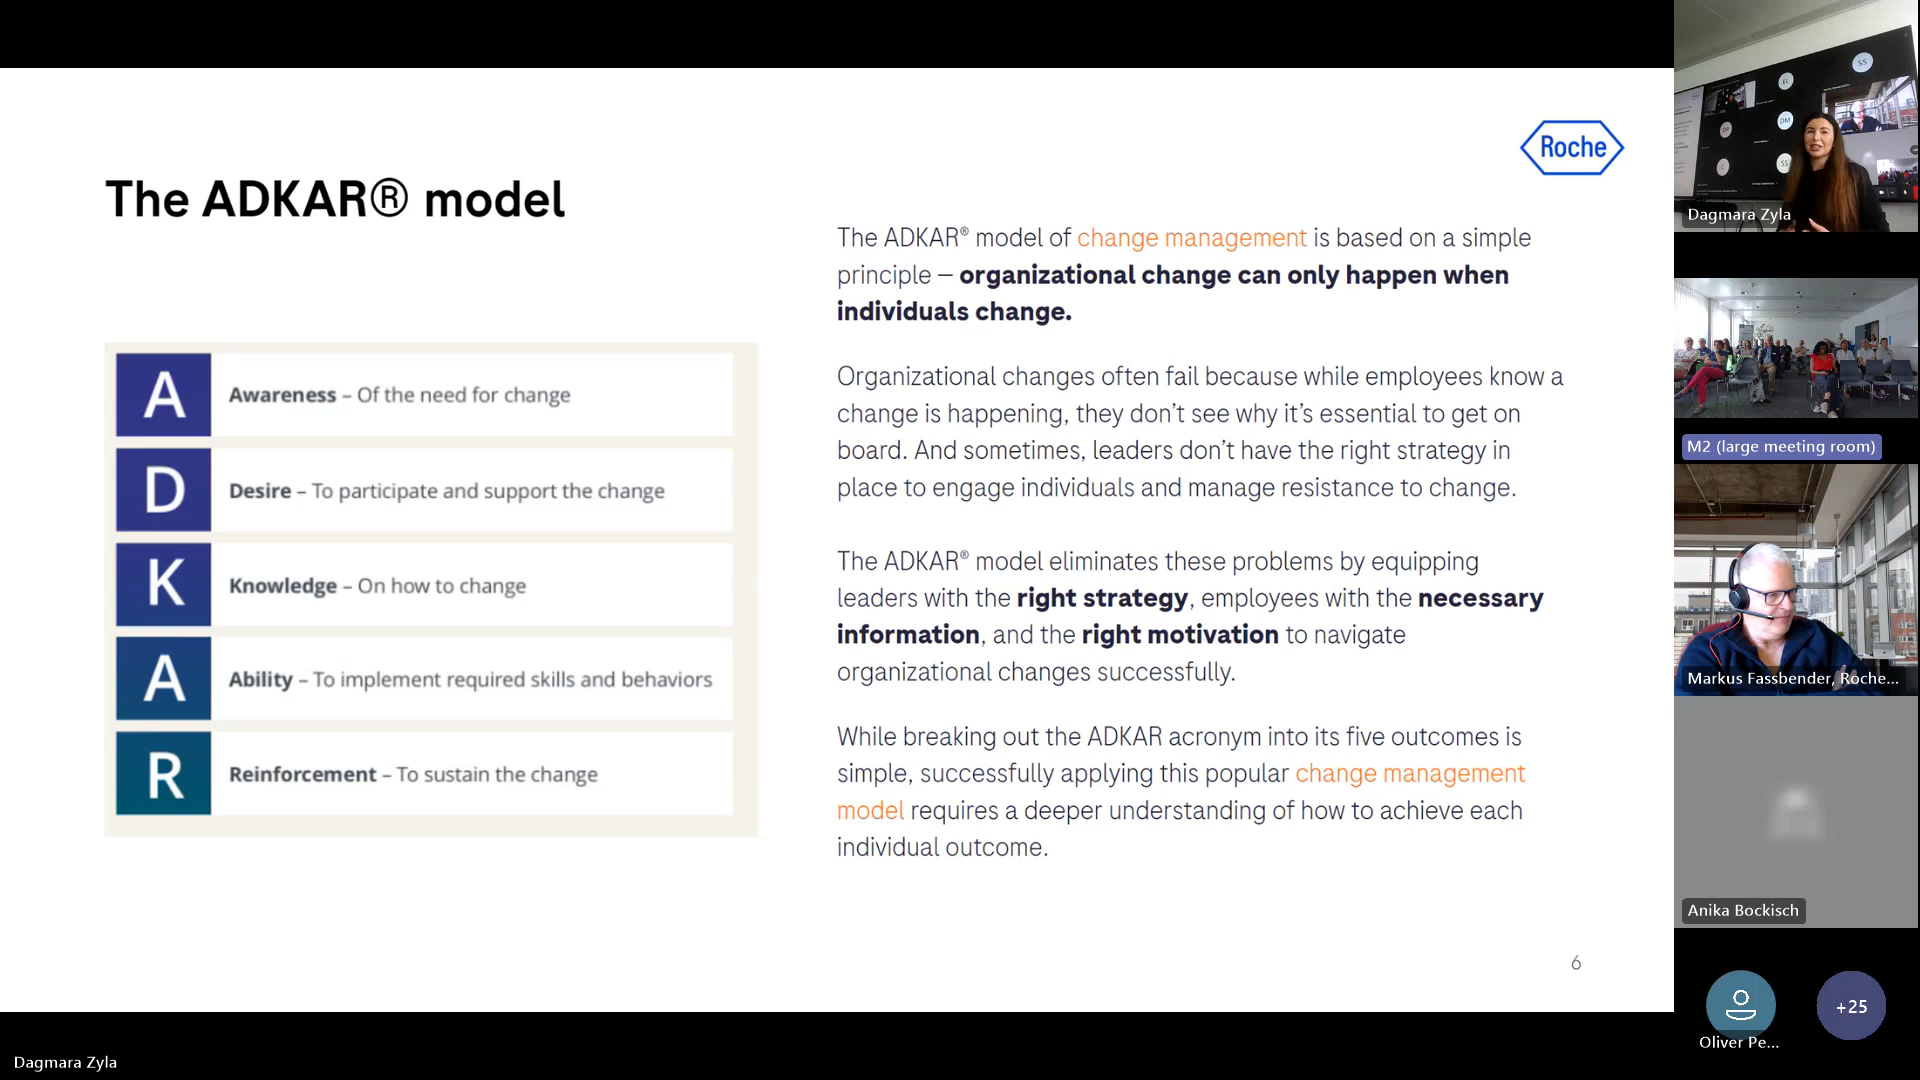 Roche
The ADKAR® model
A
Awareness – Of the need for change
D
Desire – To participate and support the change
K
Knowledge – On how to change
A
Ability – To implement required skills and behaviors
R
Reinforcement – To sustain the change
The ADKAR® model of change management is based on a simple
principle – organizational change can only happen when
individuals change.
Organizational changes often fail because while employees know a
change is happening, they don’t see why it’s essential to get on
board. And sometimes, leaders don’t have the right strategy in
place to engage individuals and manage resistance to change.
The ADKAR® model eliminates these problems by equipping
leaders with the right strategy, employees with the necessary
information, and the right motivation to navigate
organizational changes successfully.
While breaking out the ADKAR acronym into its five outcomes is
simple, successfully applying this popular change management
model requires a deeper understanding of how to achieve each
individual outcome.
6
Dagmara Zyla
SS
DM
SS
Dagmara Zyla
M2 (large meeting room)
Markus Fassbender, Roche...
Anika Bockisch
Oliver Pe...
+25